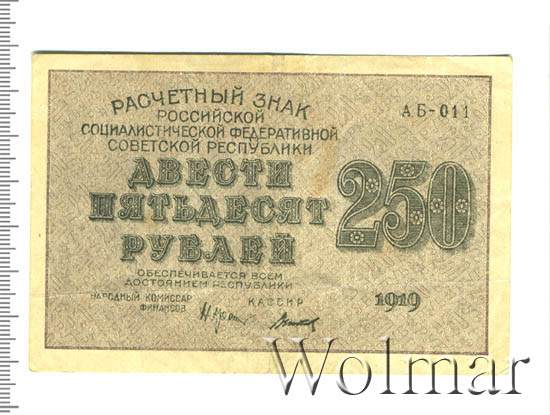 РАСЧЕТНЫЙ ЗНАК
РОССИЙСКОЙ
СОЦИАЛИСТИЧЕСКОЙ ФЕДЕРАТИВНОЙ
СОВЕТСКОЙ РЕСПУБЛИКИ
АБ-011
ДВЕСТИ
ПЯТЬДЕСЯТ
РУБЛЕЙ
250
ОБЕСПЕЧИВАЕТСЯ ВСЕМ
ДОСТОЯНИЕМ РЕСПУБЛИКИ
НАРОДНЫЙ КОМИССАР
ФИНАНСОВ
КАССИР
1919
Wolmar